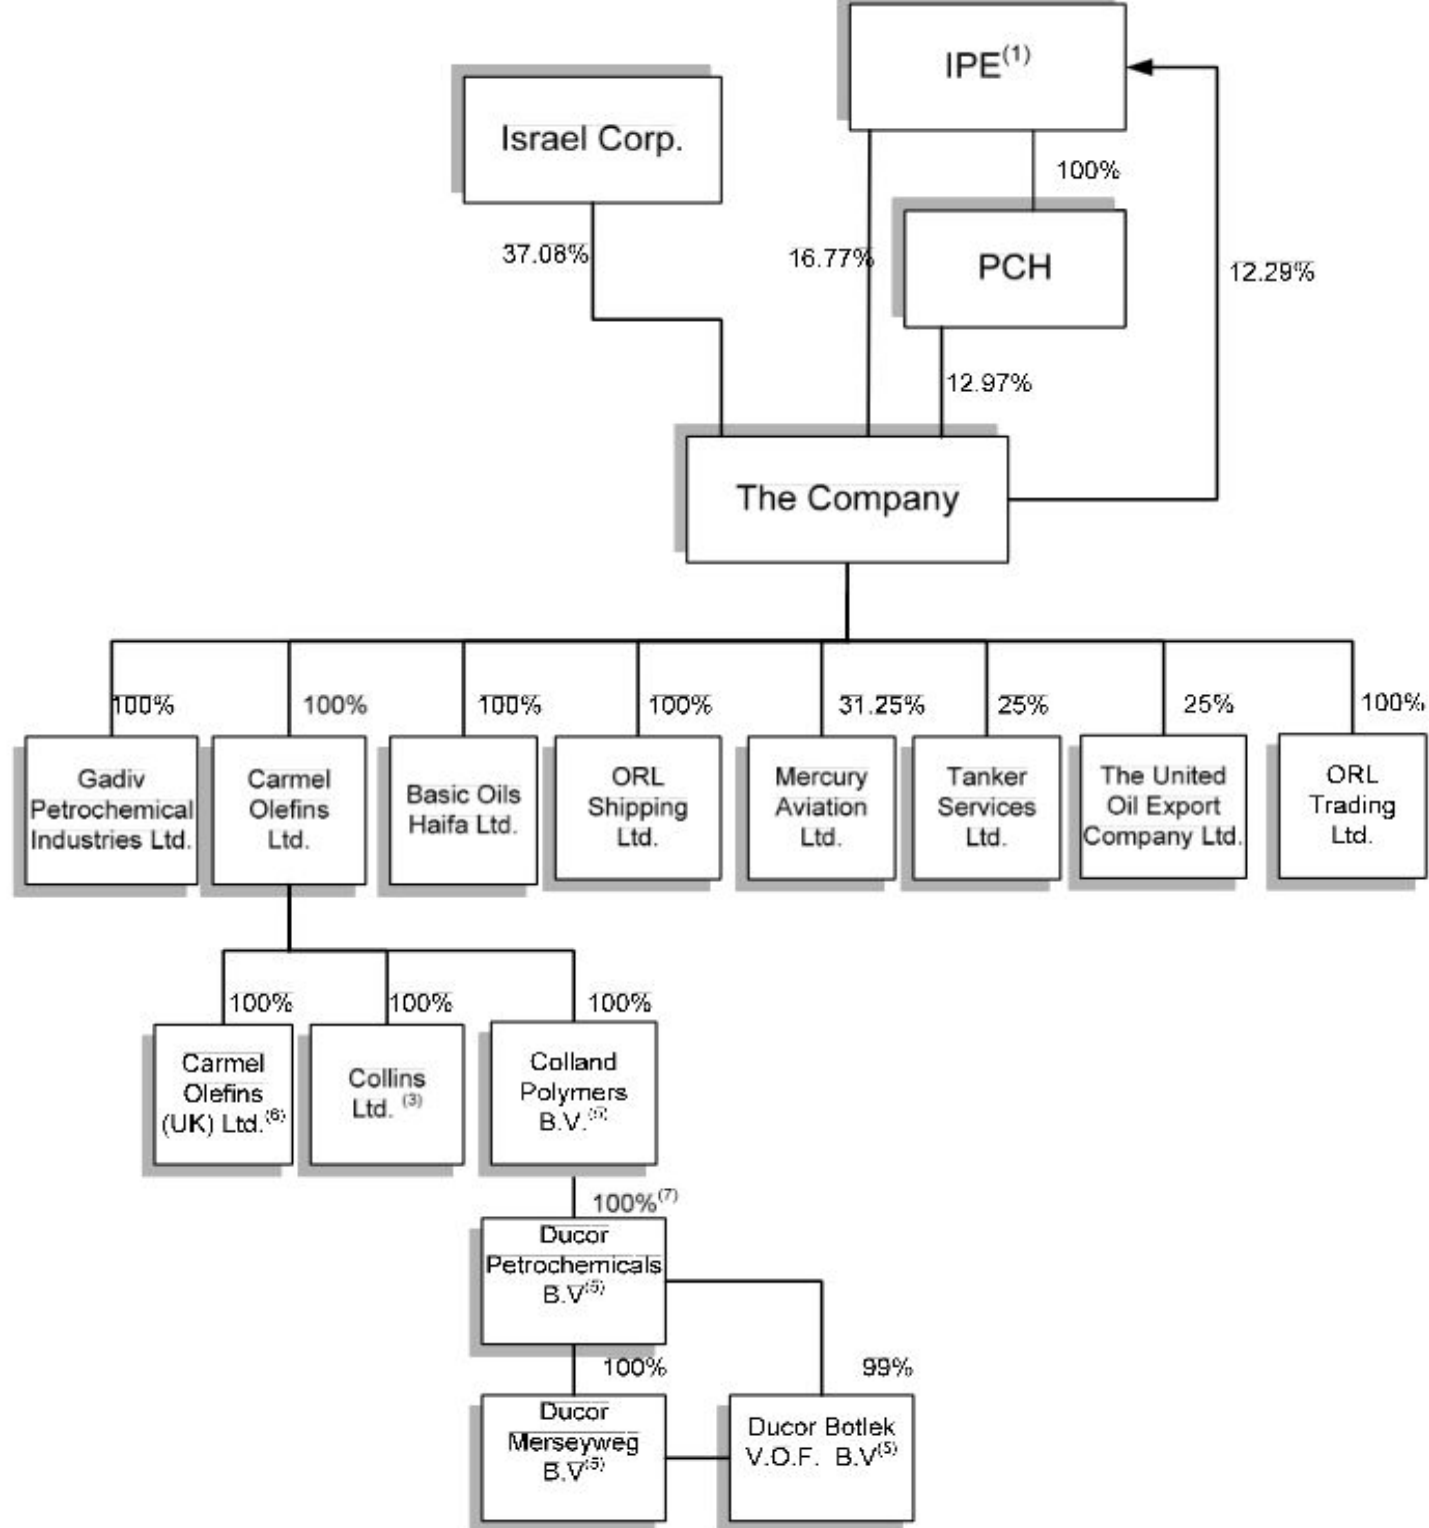 IPE(1)
Israel Corp.
100%
37.08%
16.77%
PCH
12.29%
12.97%
The Company
100%
100%
100%
100%
31.25%
25%
25%
100%
Gadiv
Petrochemical
Industries Ltd.
Carmel
Olefins
Ltd.
Basic Oils
Haifa Ltd.
ORL
Shipping
Ltd.
Mercury
Aviation
Ltd.
Tanker
Services
Ltd.
The United
Oil Export
Company Ltd.
ORL
Trading
Ltd.
100%
100%
100%
Carmel
Olefins
(UK) Ltd.(6)
Collins
Ltd. (3)
Colland
Polymers
B.V.(5)
100%(7)
Ducor
Petrochemicals
B.V(5)
100%
99%
Ducor
Merseyweg
B.V(5)
Ducor Botlek
V.O.F. B.V(5)